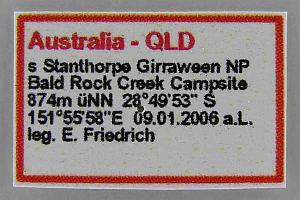 Australia - QLD
s Stanthorpe Girraween NP
Bald Rock Creek Campsite
874m üNN 28°49'53" S
151°55'58"E 09.01.2006 a.L.
leg. E. Friedrich